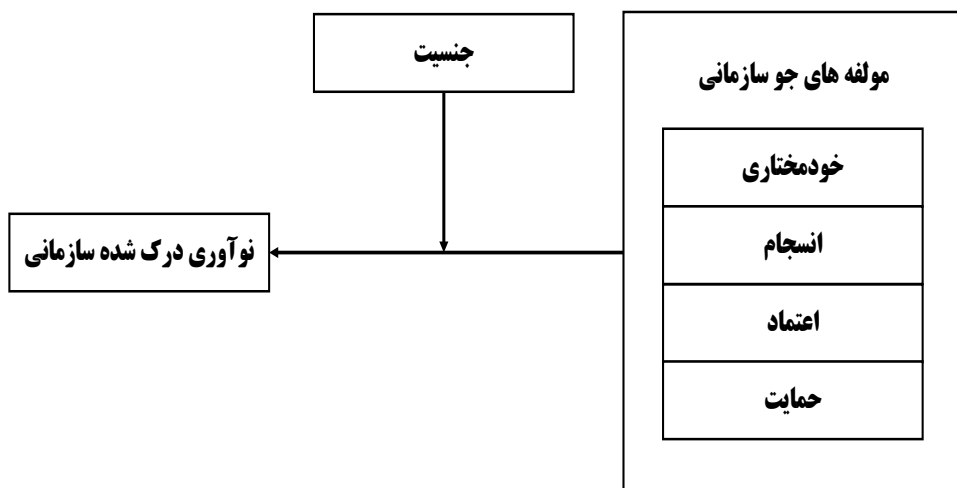 جنسیت
مولفه های جو سازمانی
خودمختاری
انسجام
اعتماد
حمایت
نوآوری درک شده سازمانی